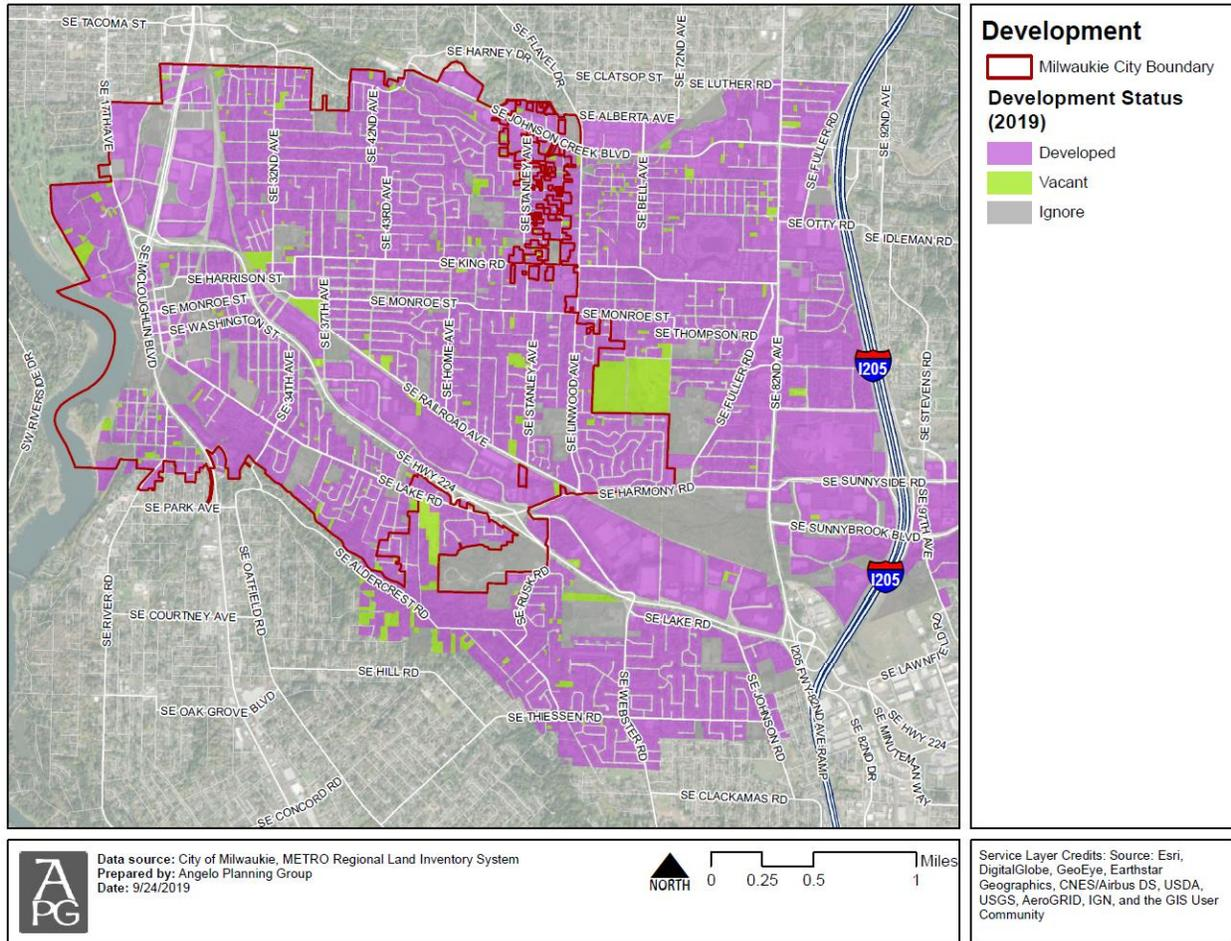 SE TACOMA ST
SE FLAVEL DR
SE 72ND AVE
SE HARNEY DR
SE CLATSOP ST
SE LUTHER RD
SE 17TH AVE
SE 92ND AVE
SE 42ND AVE
SE JOHNSON CREEK BLVD
SE ALBERTA AVE
SE FULLER RD
SE 32ND AVE
SE STANLEY AVE
SE BELL AVE
SE 43RD AVE
SE OTTY RD
SE IDLEMAN RD
SE KING RD
SE MCLOUGHLIN BLVD
SE HARRISON ST
SE MONROE ST
SE WASHINGTON ST
SE 37TH AVE
SE MONROE ST
SE MONROE ST
SE THOMPSON RD
SW RIVERSIDE DR
SE 34TH AVE
SE HOME AVE
SE STANLEY AVE
SE LINWOOD AVE
SE FULLER RD
SE 82ND AVE
I205
SE STEVENS RD
SE RAILROAD AVE
SE HWY 224
SE LAKE RD
SE HARMONY RD
SE SUNNYSIDE RD
SE PARK AVE
SE SUNNYBROOK BLVD
SE 97TH AVE
SE OATFIELD RD
SE ALDERCREST RD
SE RUSK RD
I205
SE RIVER RD
SE COURTNEY AVE
SE LAKE RD
SE HILL RD
SE LAWNFIELD RD
SE OAK GROVE BLVD
SE WEBSTER RD
SE JOHNSON RD
I205 FWY-82ND AVE RAMP
SE THIESSEN RD
SE 82ND DR
SE MINUTEMAN WAY
SE HWY 224
SE CONCORD RD
SE CLACKAMAS RD
Development
Milwaukie City Boundary
Development Status
(2019)
Developed
Vacant
Ignore
A
PG
Data source: City of Milwaukie, METRO Regional Land Inventory System
Prepared by: Angelo Planning Group
Date: 9/24/2019
NORTH
0 0.25 0.5 1 Miles
Service Layer Credits: Source: Esri,
DigitalGlobe, GeoEye, Earthstar
Geographics, CNES/Airbus DS, USDA,
USGS, AeroGRID, IGN, and the GIS User
Community